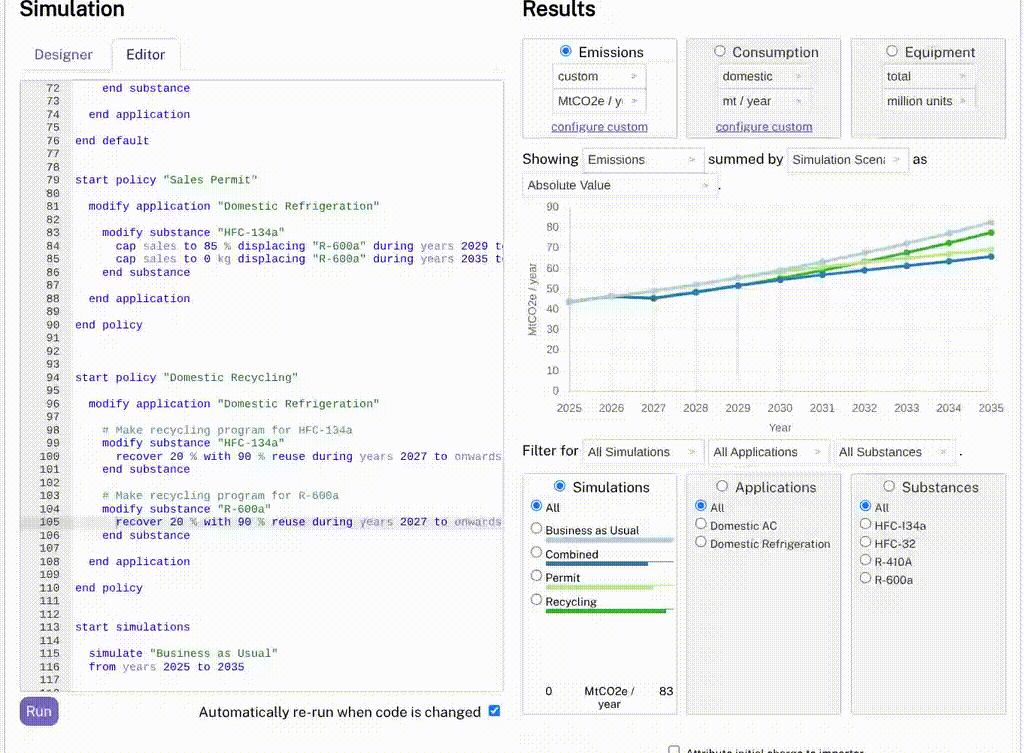 Simulation
Designer
Editor
72 end substance
73
74 end application
75
76 end default
77
78
79 start policy "Sales Permit"
80
81 modify application "Domestic Refrigeration"
82
83 modify substance "HFC-134a"
84 cap sales to 85 % displacing "R-600a" during years 2029 t
85 cap sales to 0 kg displacing "R-600a" during years 2035 t
86 end substance
87
88 end application
89
90 end policy
91
92
93
94 start policy "Domestic Recycling"
95
96 modify application "Domestic Refrigeration"
97
98 # Make recycling program for HFC-134a
99 modify substance "HFC-134a"
100 recover 20 % with 90 % reuse during years 2027 to onwards
101 end substance
102
103 # Make recycling program for R-600a
104 modify substance "R-600a"
105 recover 20 % with 90 % reuse during years 2027 to onwards
106 end substance
107
108 end application
109
110 end policy
111
112
113 start simulations
114
115 simulate "Business as Usual"
116 from years 2025 to 2035
117
Run
Automatically re-run when code is changed
Results
Emissions
custom
MtCO2e / y
configure custom
Consumption
domestic
mt / year
configure custom
Equipment
total
million units
Showing Emissions summed by Simulation Scena as
Absolute Value .
90
80
70
60
50
40
30
20
10
0
MtCO2e / year
2025 2026 2027 2028 2029 2030 2031 2032 2033 2034 2035
Year
Filter for All Simulations All Applications All Substances .
Simulations
All
Business as Usual
Combined
Permit
Recycling
0 MtCO2e / year 83
Applications
All
Domestic AC
Domestic Refrigeration
Substances
All
HFC-134a
HFC-32
R-410A
R-600a
Attribute initial charge to importer